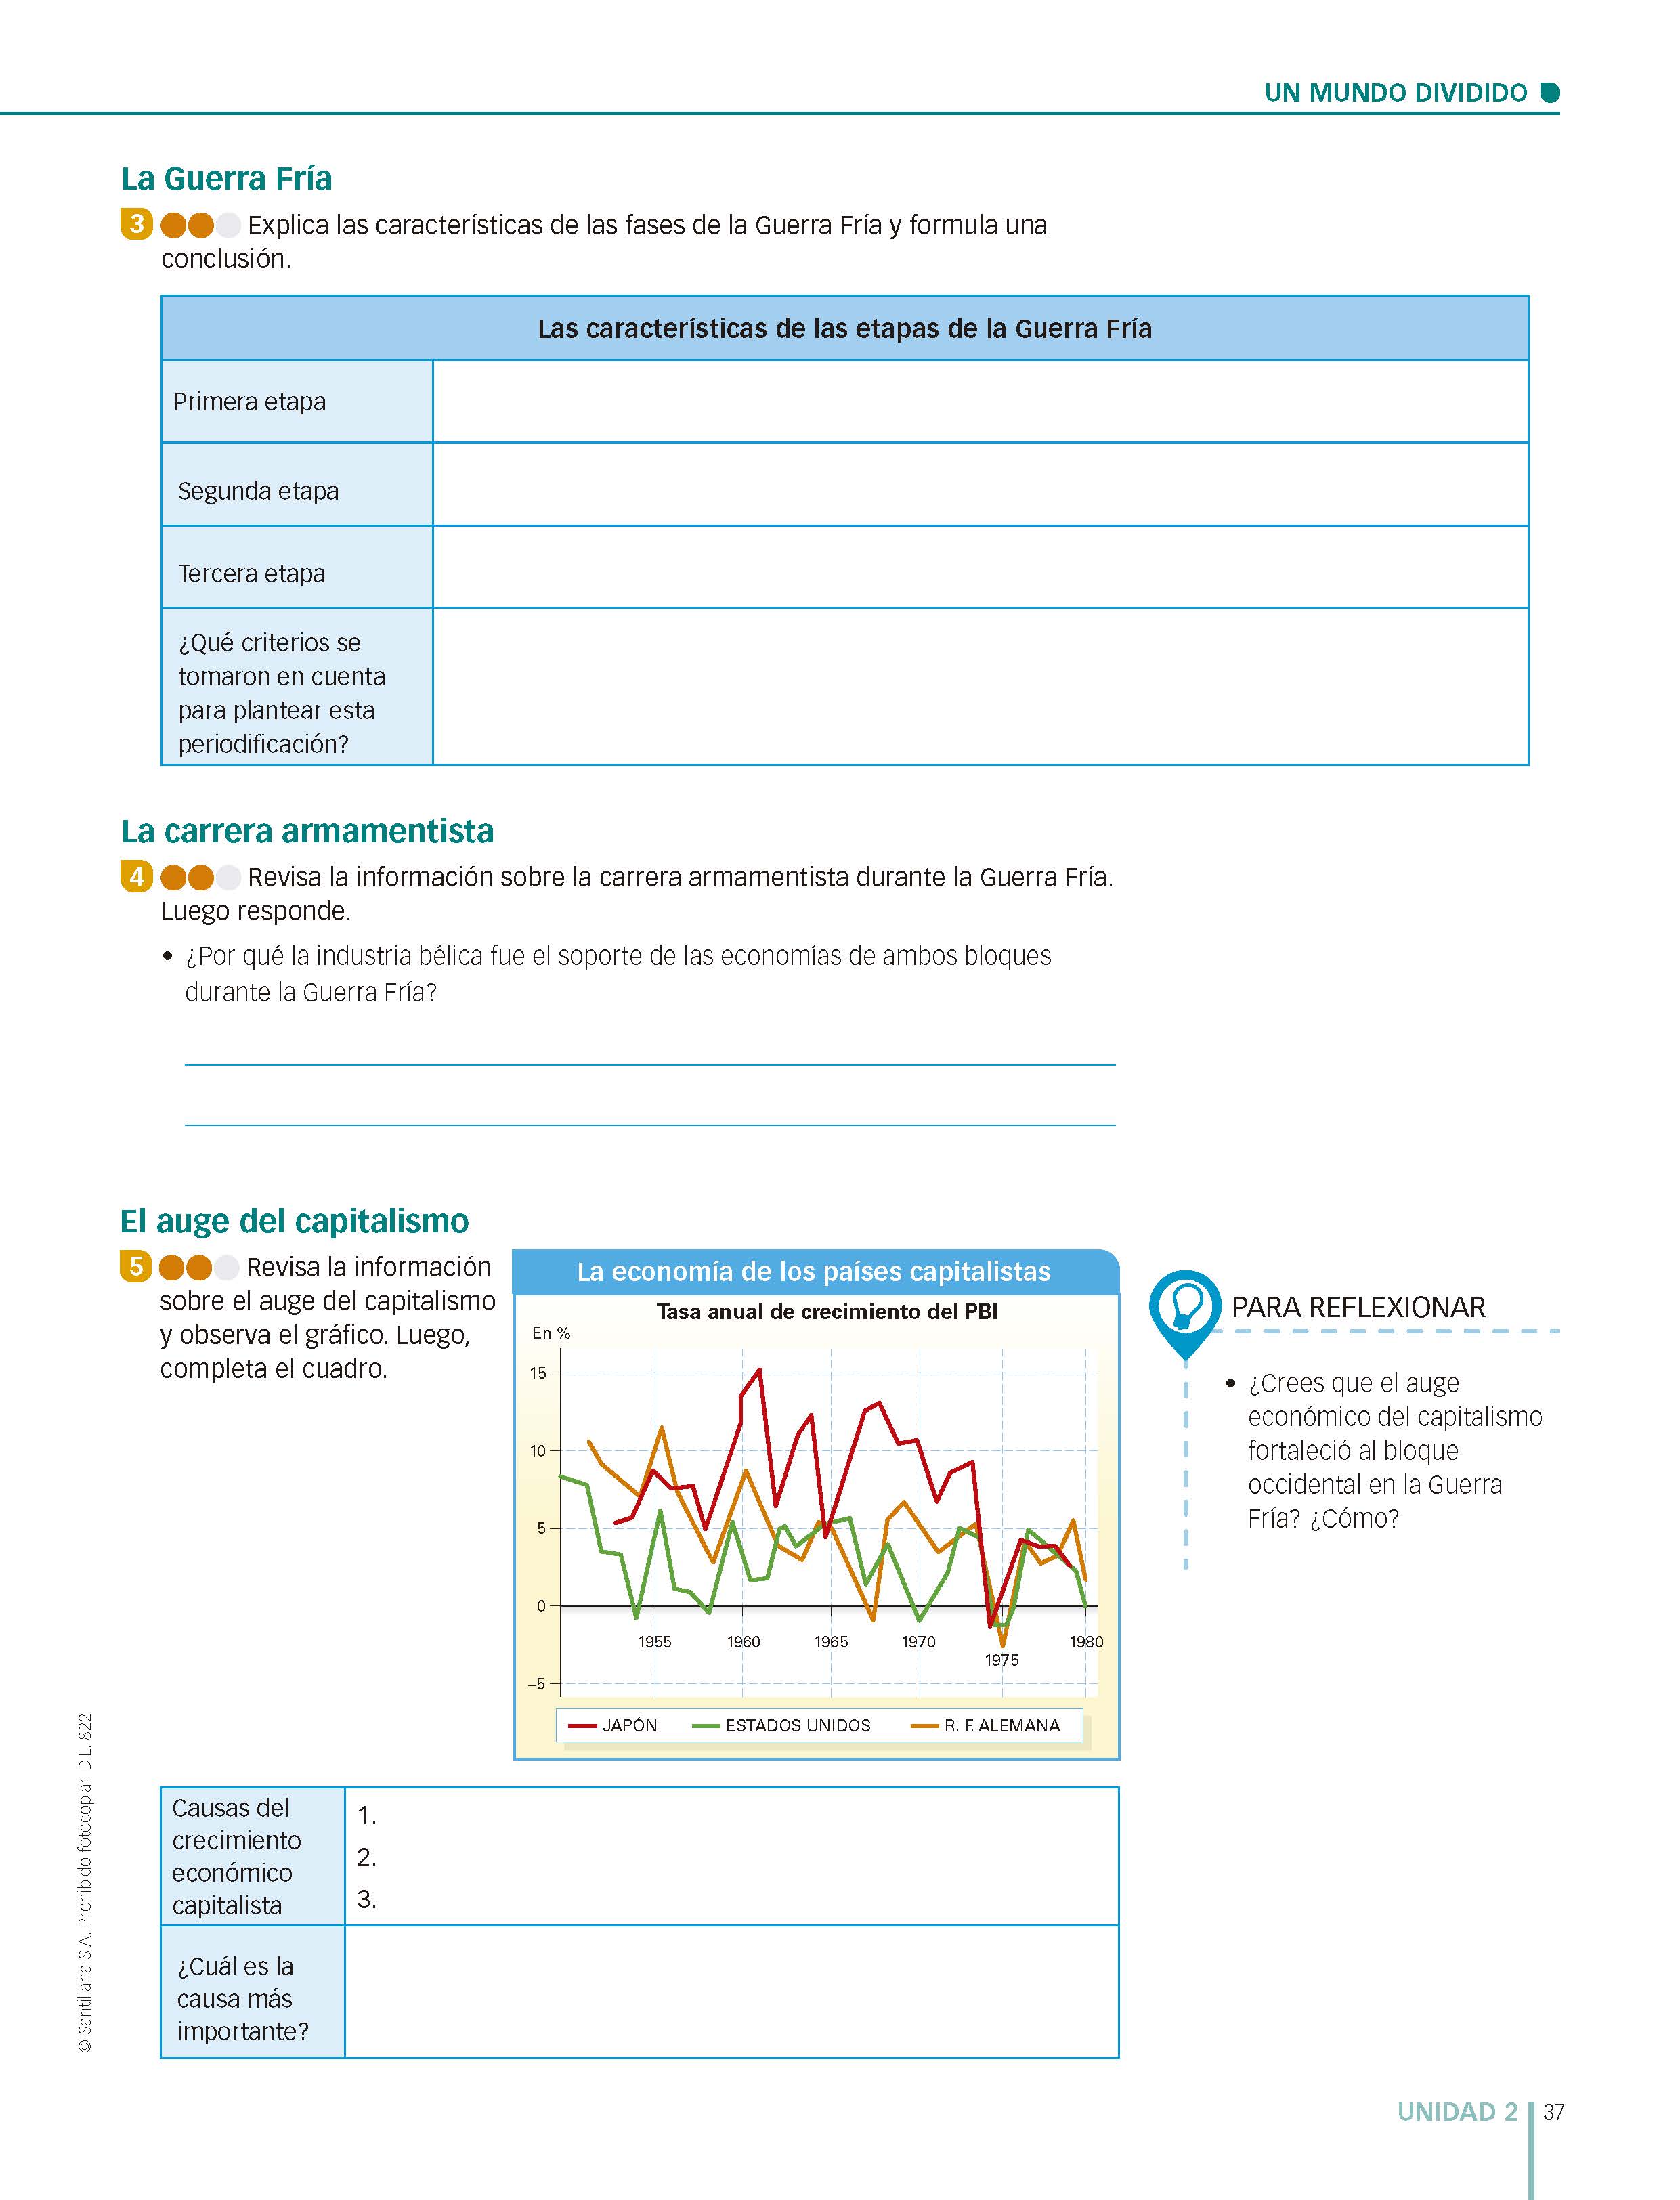 UN MUNDO DIVIDIDO
La Guerra Fría
3 Explica las características de las fases de la Guerra Fría y formula una
conclusión.
Las características de las etapas de la Guerra Fría
Primera etapa
Segunda etapa
Tercera etapa
¿Qué criterios se
tomaron en cuenta
para plantear esta
periodificación?
La carrera armamentista
4 Revisa la información sobre la carrera armamentista durante la Guerra Fría.
Luego responde.
• ¿Por qué la industria bélica fue el soporte de las economías de ambos bloques
durante la Guerra Fría?
El auge del capitalismo
5 Revisa la información
sobre el auge del capitalismo
y observa el gráfico. Luego,
completa el cuadro.
La economía de los países capitalistas
Tasa anual de crecimiento del PBI
En %
15
10
5
0
–5
1955 1960 1965 1970 1975 1980
JAPÓN ESTADOS UNIDOS R. F. ALEMANA
PARA REFLEXIONAR
• ¿Crees que el auge
económico del capitalismo
fortaleció al bloque
occidental en la Guerra
Fría? ¿Cómo?
Causas del
crecimiento
económico
capitalista
1.
2.
3.
¿Cuál es la
causa más
importante?
© Santillana S.A. Prohibido fotocopiar. D.L. 822
UNIDAD 2 37